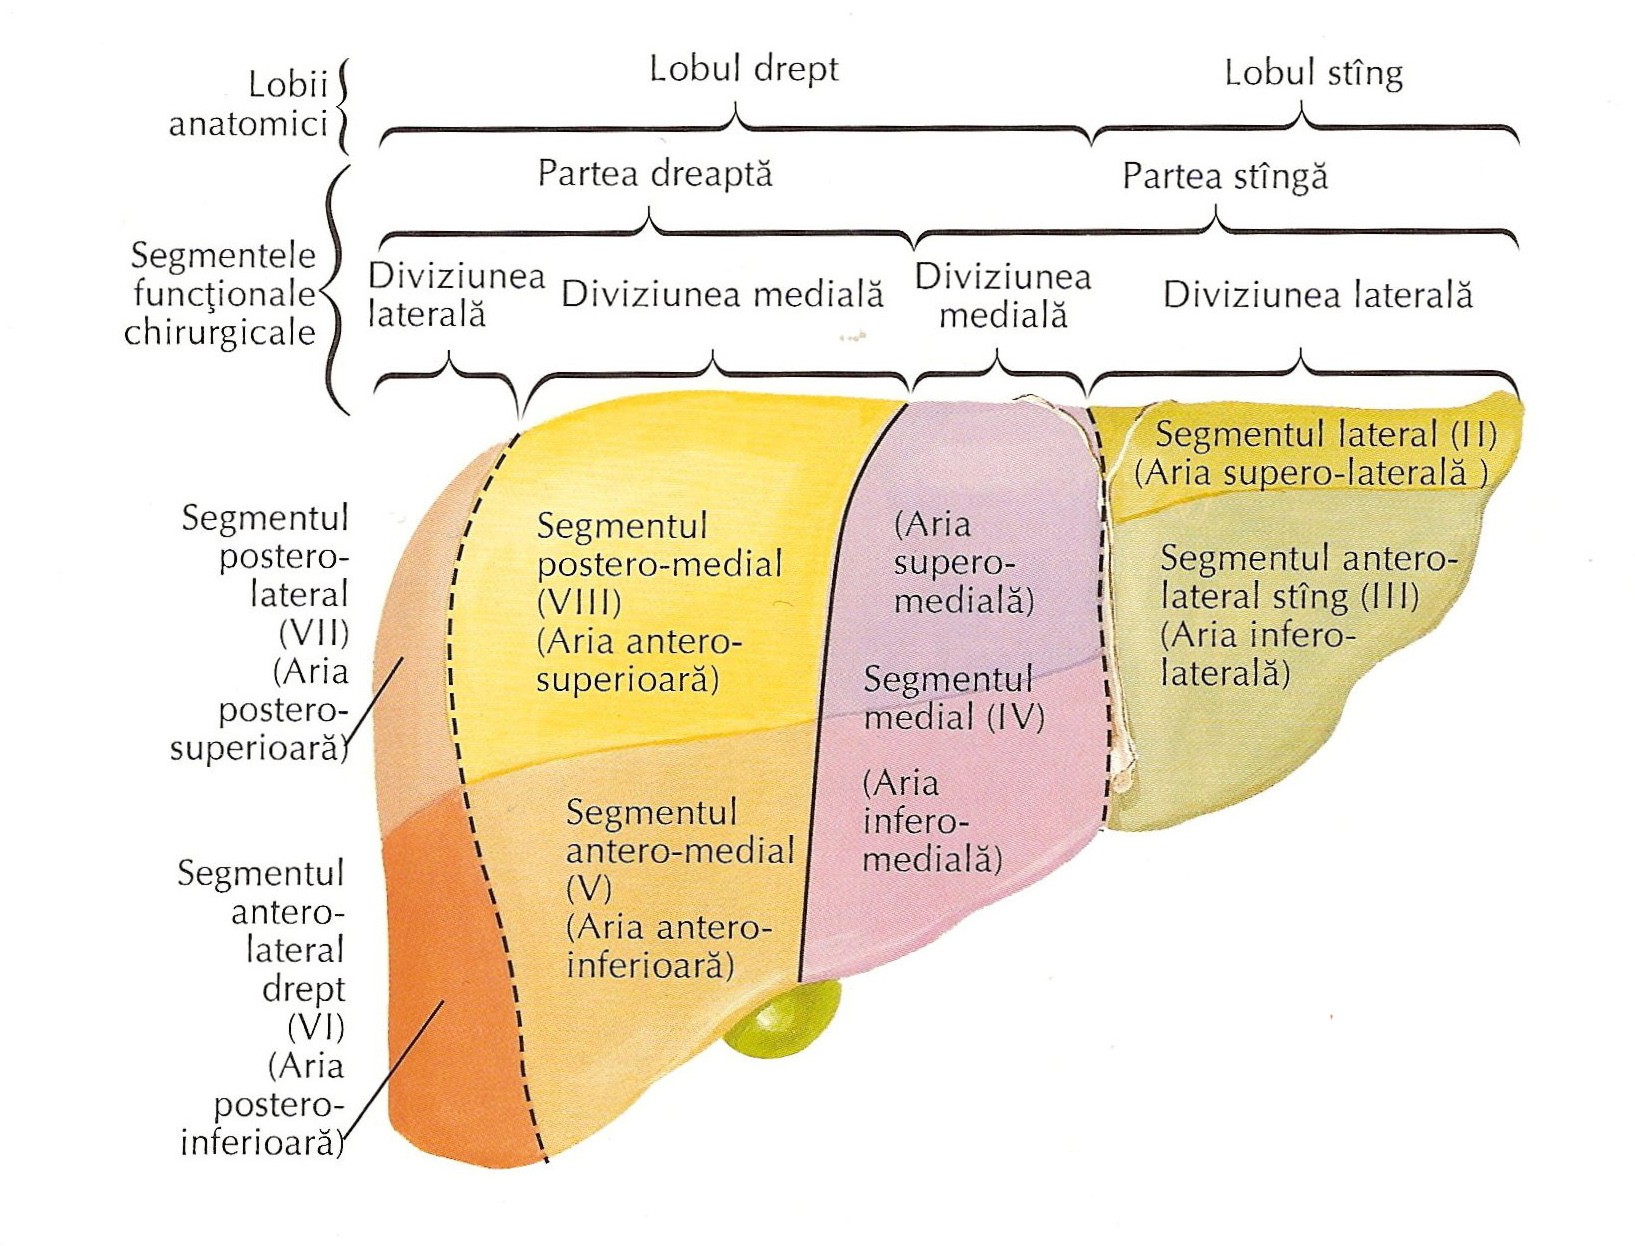 Lobii
anatomici
Lobul drept
Lobul stîng
Partea dreaptă
Partea stîngă
Segmentele
funcţionale
chirurgicale
Diviziunea
laterală
Diviziunea medială
Diviziunea
medială
Diviziunea laterală
Segmentul
postero-
lateral
(VII)
(Aria
postero-
superioară)
Segmentul
antero-
lateral
drept
(VI)
(Aria
postero-
inferioară)
Segmentul
postero-medial
(VIII)
(Aria antero-
superioară)
Segmentul
antero-medial
(V)
(Aria antero-
inferioară)
(Aria
supero-
medială)
Segmentul
medial (IV)
(Aria
infero-
medială)
Segmentul lateral (II)
(Aria supero-laterală )
Segmentul antero-
lateral stîng (III)
(Aria infero-
laterală)